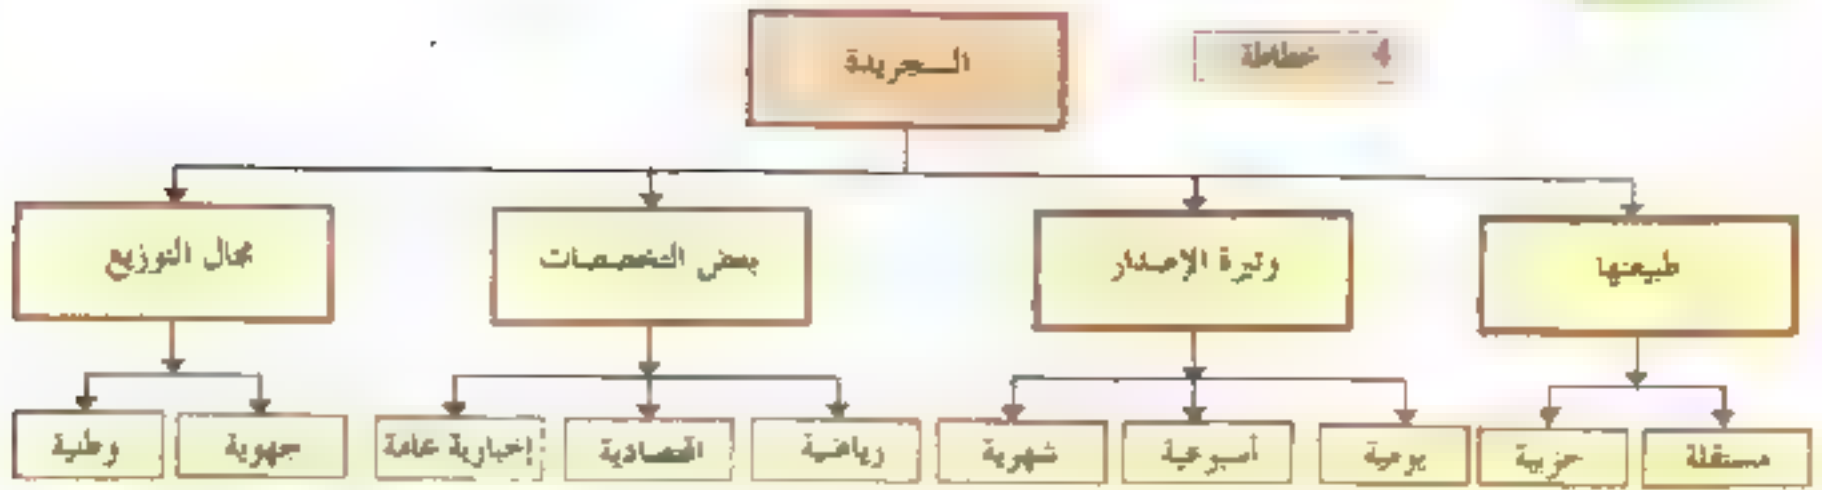 4 خطاطة
الـــجريدة
طبيعتها
وتيرة الإصدار
بعض التخصصات
مجال التوزيع
مستقلة
حزبية
يومية
أسبوعية
شهرية
رياضية
اقتصادية
إخبارية عامة
جهوية
وطنية